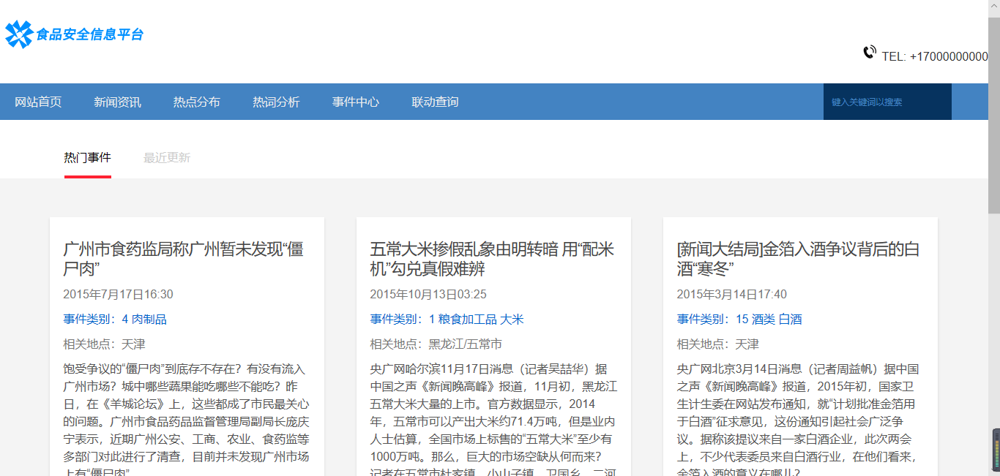 食品安全信息平台
TEL: +17000000000
网站首页 新闻资讯 热点分布 热词分析 事件中心 联动查询 键入关键词以搜索
热门事件 最近更新
广州市食药监局称广州暂未发现“僵
尸肉”
2015年7月17日16:30
事件类别：4 肉制品
相关地点：天津
饱受争议的“僵尸肉”到底存不存在？有没有流入
广州市场？城中哪些蔬果能吃哪些不能吃？昨
日，在《羊城论坛》上，这些都成了市民最关心
的问题。广州市食品药品监督管理局副局长庞庆
宁表示，近期广州公安、工商、农业、食药监等
多部门对此进行了清查，目前并未发现广州市场
上有“僵尸肉”
五常大米掺假乱象由明转暗 用“配米
机”勾兑真假难辨
2015年10月13日03:25
事件类别：1 粮食加工品 大米
相关地点：黑龙江/五常市
央广网哈尔滨11月17日消息（记者吴喆华）据
中国之声《新闻晚高峰》报道，11月初，黑龙江
五常大米大量的上市。官方数据显示，2014
年，五常市可以产出大米约71.4万吨，但是业内
人士估算，全国市场上标售的“五常大米”至少有
1000万吨。那么，巨大的市场空缺从何而来？
记者在五常市杜家镇、小山子镇、卫国乡、二河
[新闻大结局]金箔入酒争议背后的白
酒“寒冬”
2015年3月14日17:40
事件类别：15 酒类 白酒
相关地点：天津
央广网北京3月14日消息（记者周益帆）据中国
之声《新闻晚高峰》报道，2015年初，国家卫
生计生委在网站发布通知，就“计划批准金箔用
于白酒”征求意见，这份通知引起社会广泛争
议。据称该提议来自一家白酒企业，此次两会
上，不少代表委员来自白酒行业，在他们看来，
金箔入酒的意义在哪儿？